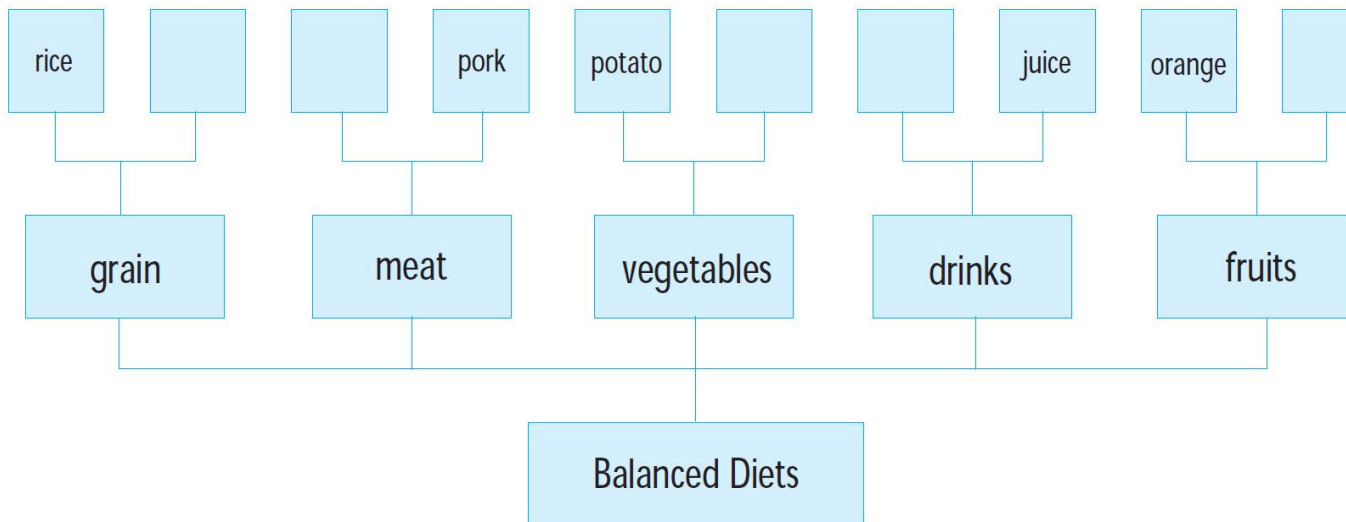 rice
pork
potato
juice
orange
grain
meat
vegetables
drinks
fruits
Balanced Diets